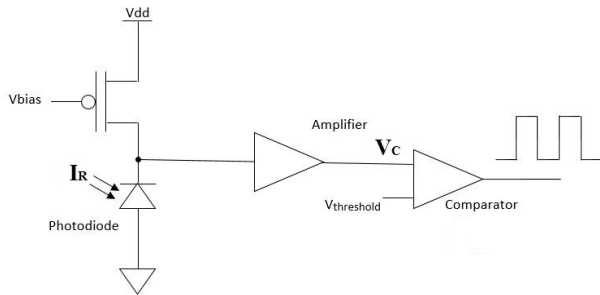 Vdd
Vbias
Amplifier
VC
IR
Vthreshold
Comparator
Photodiode